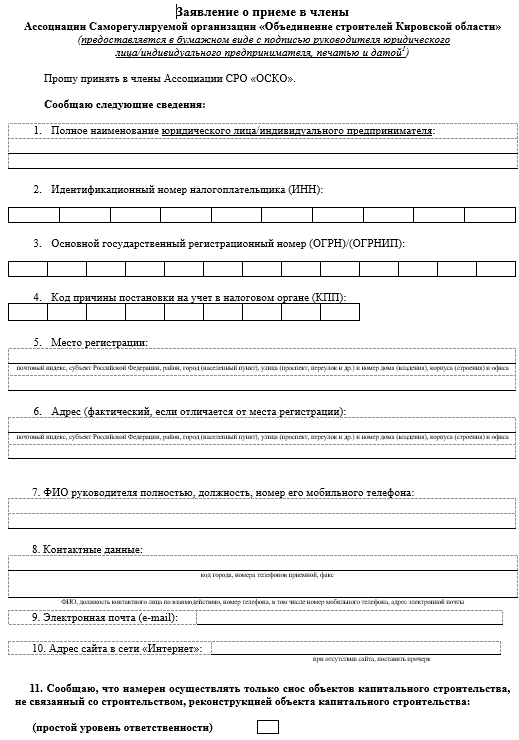 Заявление о приеме в члены
Ассоциации Саморегулируемой организации «Объединение строителей Кировской области»
(предоставляется в бумажном виде с подписью руководителя юридического
лица/индивидуального предпринимателя, печатью и датой¹)
Прошу принять в члены Ассоциации СРО «ОСКО».
Сообщаю следующие сведения:
1. Полное наименование юридического лица/индивидуального предпринимателя:
2. Идентификационный номер налогоплательщика (ИНН):
3. Основной государственный регистрационный номер (ОГРН)/(ОГРНИП):
4. Код причины постановки на учет в налоговом органе (КПП):
5. Место регистрации:
почтовый индекс, субъект Российской Федерации, район, город (населенный пункт), улица (проспект, переулок и др.) и номер дома (владения), корпуса (строения) и офиса
6. Адрес (фактический, если отличается от места регистрации):
почтовый индекс, субъект Российской Федерации, район, город (населенный пункт), улица (проспект, переулок и др.) и номер дома (владения), корпуса (строения) и офиса
7. ФИО руководителя полностью, должность, номер его мобильного телефона:
8. Контактные данные:
код города, номера телефонов приемной, факс
ФИО, должность контактного лица по взаимодействию, номер телефона, в том числе номер мобильного телефона, адрес электронной почты
9. Электронная почта (e-mail):
10. Адрес сайта в сети «Интернет»:
при отсутствии сайта, поставить прочерк
11. Сообщаю, что намерен осуществлять только снос объектов капитального строительства,
не связанный со строительством, реконструкцией объекта капитального строительства:
(простой уровень ответственности)